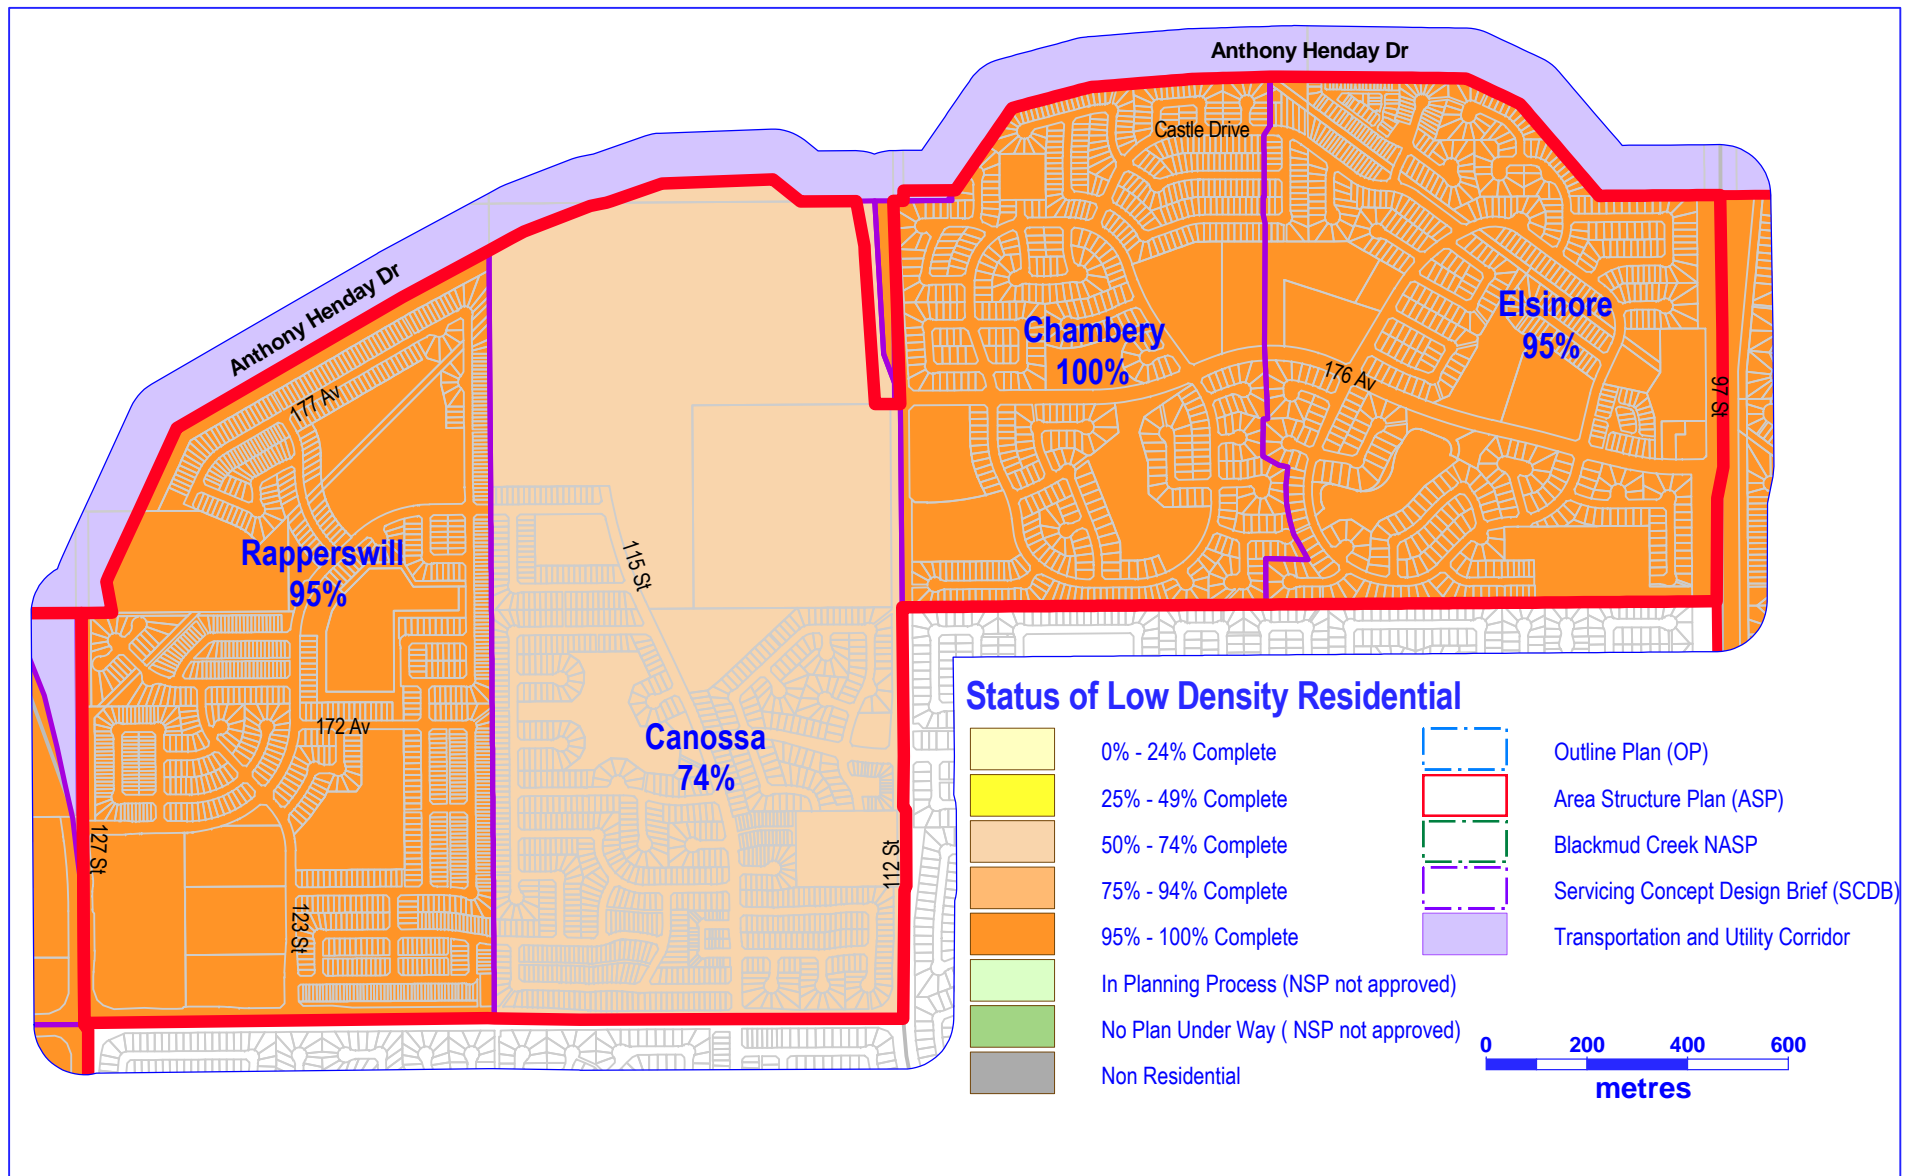 Anthony Henday Dr
Castle Drive
Anthony Henday Dr
Elsinore
95%
Chambery
100%
176 Av
97 St
177 Av
Rapperswill
95%
115 St
172 Av
Canossa
74%
127 St
112 St
123 St
Status of Low Density Residential
0% - 24% Complete
25% - 49% Complete
50% - 74% Complete
75% - 94% Complete
95% - 100% Complete
In Planning Process (NSP not approved)
No Plan Under Way ( NSP not approved)
Non Residential
Outline Plan (OP)
Area Structure Plan (ASP)
Blackmud Creek NASP
Servicing Concept Design Brief (SCDB)
Transportation and Utility Corridor
0 200 400 600
metres